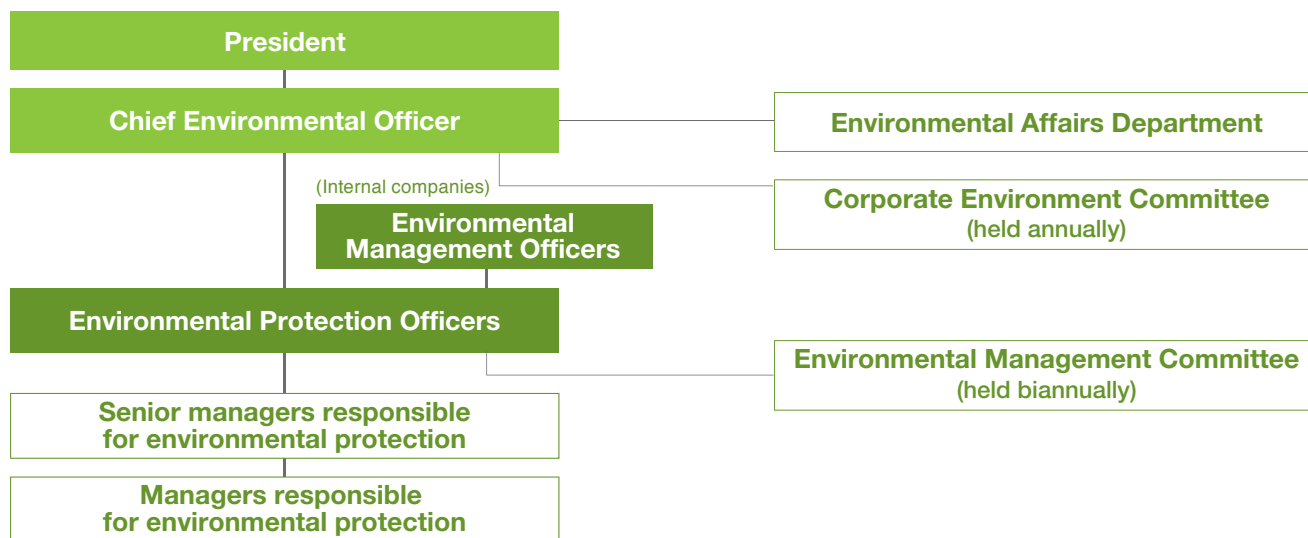 President
Chief Environmental Officer
Environmental Affairs Department
(Internal companies)
Corporate Environment Committee
(held annually)
Environmental
Management Officers
Environmental Protection Officers
Environmental Management Committee
(held biannually)
Senior managers responsible
for environmental protection
Managers responsible
for environmental protection